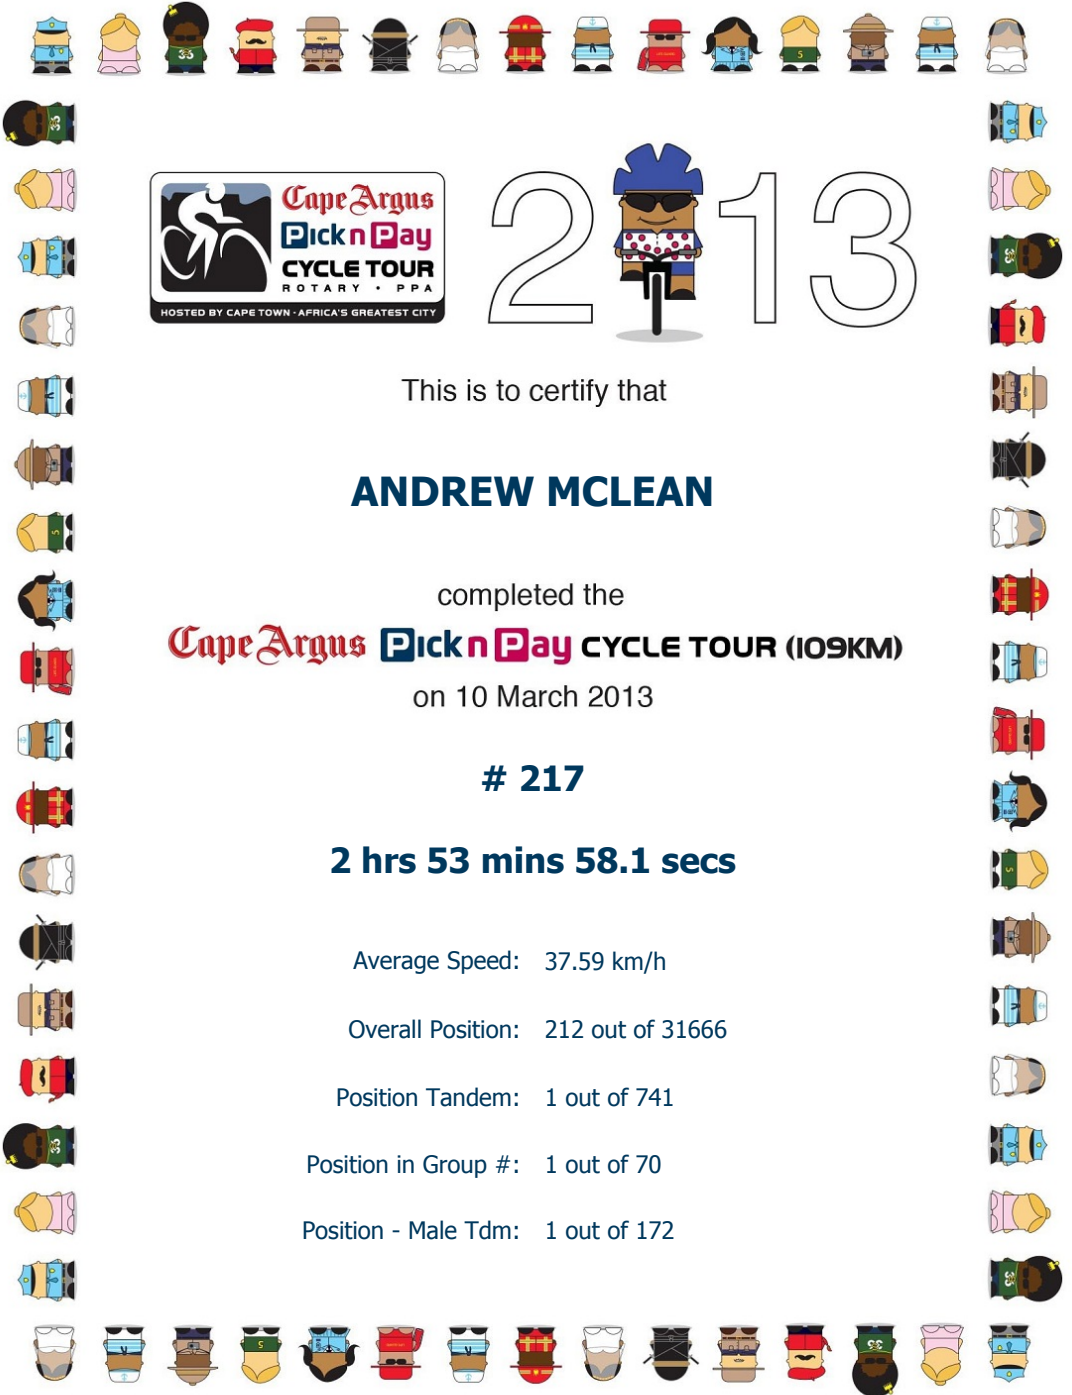 Cape Argus
Pick n Pay
CYCLE TOUR
ROTARY • PPA
HOSTED BY CAPE TOWN - AFRICA'S GREATEST CITY
2 13
This is to certify that
ANDREW MCLEAN
completed the
Cape Argus Pick n Pay CYCLE TOUR (109KM)
on 10 March 2013
# 217
2 hrs 53 mins 58.1 secs
Average Speed: 37.59 km/h
Overall Position: 212 out of 31666
Position Tandem: 1 out of 741
Position in Group #: 1 out of 70
Position - Male Tdm: 1 out of 172